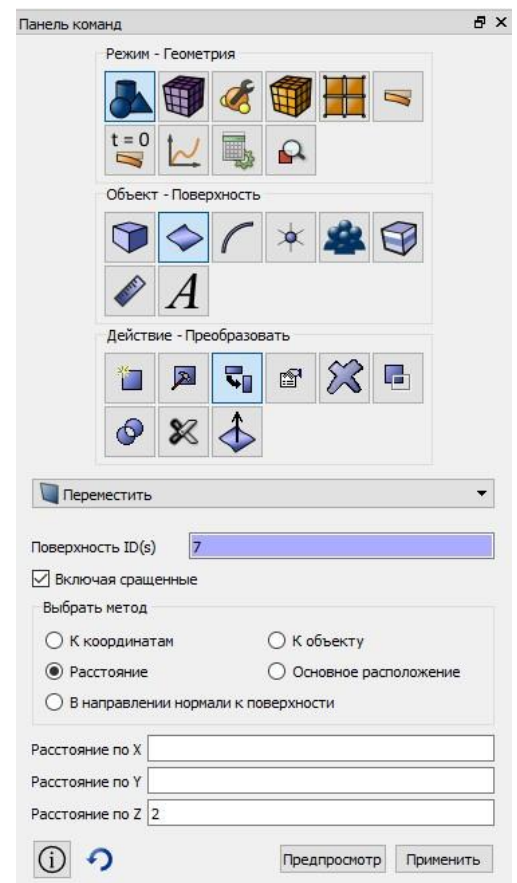 Панель команд
Режим - Геометрия
t = 0
Объект - Поверхность
A
Действие - Преобразовать
Переместить
Поверхность ID(s) 7
Включая сращенные
Выбрать метод
К координатам К объекту
Расстояние Основное расположение
В направлении нормали к поверхности
Расстояние по X
Расстояние по Y
Расстояние по Z 2
Предпросмотр Применить